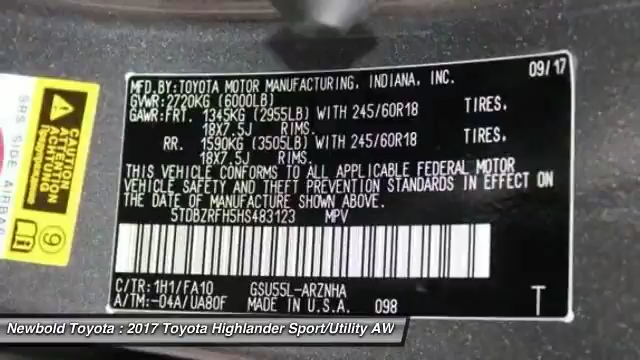 MFD.BY:TOYOTA MOTOR MANUFACTURING, INDIANA, INC. 09/17
GVWR:2720KG (6000LB)
GAWR:FRT. 1345KG (2955LB) WITH 245/60R18 TIRES,
18X7.5J RIMS.
RR. 1590KG (3505LB) WITH 245/60R18 TIRES,
18X7.5J RIMS.
THIS VEHICLE CONFORMS TO ALL APPLICABLE FEDERAL MOTOR
VEHICLE SAFETY AND THEFT PREVENTION STANDARDS IN EFFECT ON
THE DATE OF MANUFACTURE SHOWN ABOVE.
5TDBZRFH5HS483123 MPV
C/TR: 1H1/FA10 GSU55L-ARZNHA
A/TM:-04A/UA80F MADE IN U.S.A. 098 T
SRS SIDE AIRBAG
CAUTION
ATTENTION
9
Newbold Toyota : 2017 Toyota Highlander Sport/Utility AW